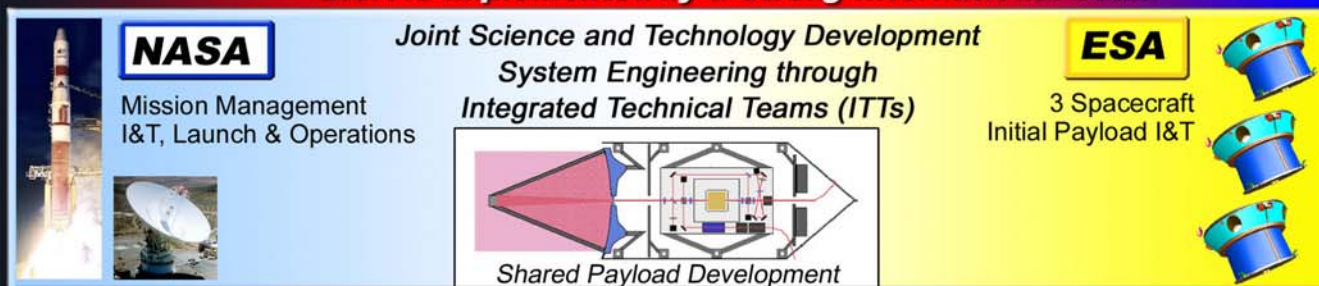 NASA
Mission Management
I&T, Launch & Operations
Joint Science and Technology Development
System Engineering through
Integrated Technical Teams (ITTs)
Shared Payload Development
ESA
3 Spacecraft
Initial Payload I&T